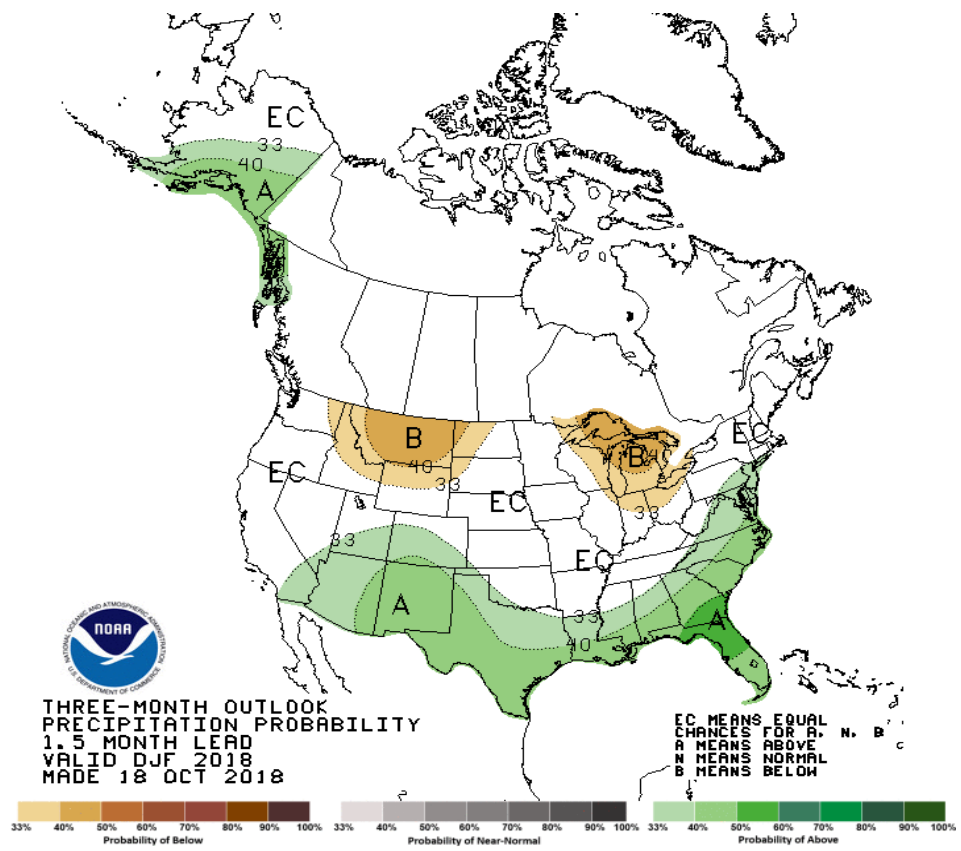 EC
33
40
A
B
40
33
B
40
33
EC
EC
EC
EC
33
A
33
40
A
NATIONAL OCEANIC AND ATMOSPHERIC ADMINISTRATION
NOAA
U.S. DEPARTMENT OF COMMERCE
THREE-MONTH OUTLOOK
PRECIPITATION PROBABILITY
1.5 MONTH LEAD
VALID DJF 2018
MADE 18 OCT 2018
EC MEANS EQUAL
CHANCES FOR A, N, B
A MEANS ABOVE
N MEANS NORMAL
B MEANS BELOW
33% 40% 50% 60% 70% 80% 90% 100%
Probability of Below
33% 40% 50% 60% 70% 80% 90% 100%
Probability of Near-Normal
33% 40% 50% 60% 70% 80% 90% 100%
Probability of Above